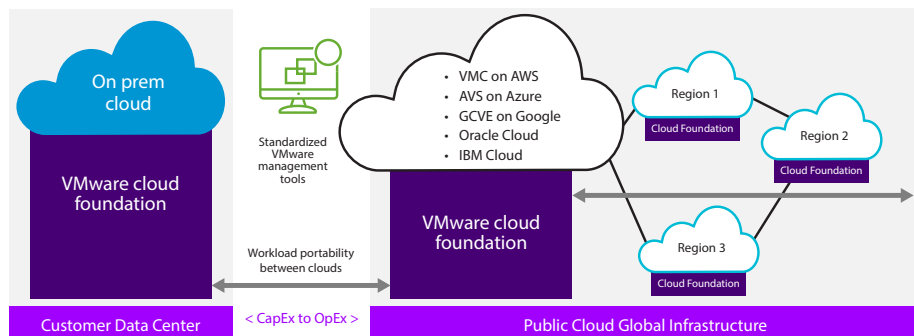 On prem
cloud
VMware cloud
foundation
Customer Data Center
Standardized
VMware
management
tools
Workload portability
between clouds
< CapEx to OpEx >
• VMC on AWS
• AVS on Azure
• GCVE on Google
• Oracle Cloud
• IBM Cloud
VMware cloud
foundation
Region 1
Cloud Foundation
Region 2
Cloud Foundation
Region 3
Cloud Foundation
Public Cloud Global Infrastructure